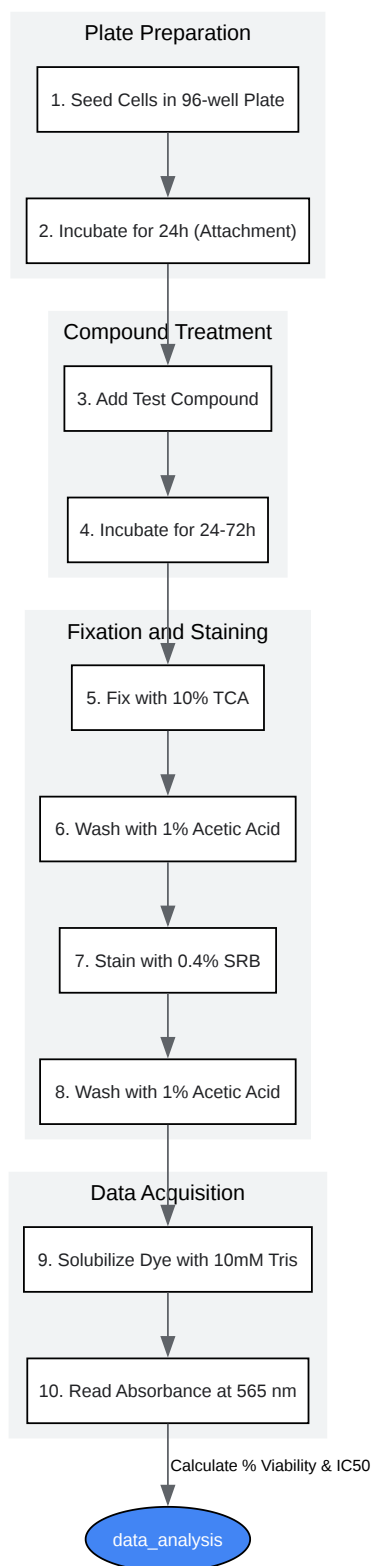 Plate Preparation
1. Seed Cells in 96-well Plate
2. Incubate for 24h (Attachment)
Compound Treatment
3. Add Test Compound
4. Incubate for 24-72h
Fixation and Staining
5. Fix with 10% TCA
6. Wash with 1% Acetic Acid
7. Stain with 0.4% SRB
8. Wash with 1% Acetic Acid
Data Acquisition
9. Solubilize Dye with 10mM Tris
10. Read Absorbance at 565 nm
Calculate % Viability & IC50
data_analysis